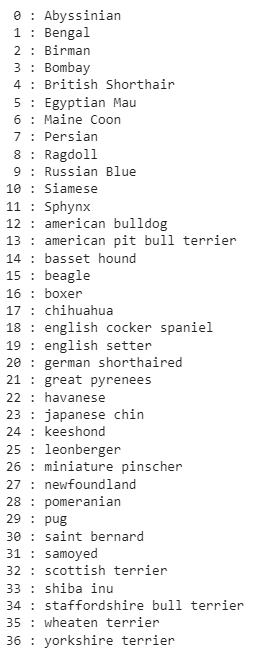 0 : Abyssinian
1 : Bengal
2 : Birman
3 : Bombay
4 : British Shorthair
5 : Egyptian Mau
6 : Maine Coon
7 : Persian
8 : Ragdoll
9 : Russian Blue
10 : Siamese
11 : Sphynx
12 : american bulldog
13 : american pit bull terrier
14 : basset hound
15 : beagle
16 : boxer
17 : chihuahua
18 : english cocker spaniel
19 : english setter
20 : german shorthaired
21 : great pyrenees
22 : havanese
23 : japanese chin
24 : keeshond
25 : leonberger
26 : miniature pinscher
27 : newfoundland
28 : pomeranian
29 : pug
30 : saint bernard
31 : samoyed
32 : scottish terrier
33 : shiba inu
34 : staffordshire bull terrier
35 : wheaten terrier
36 : yorkshire terrier